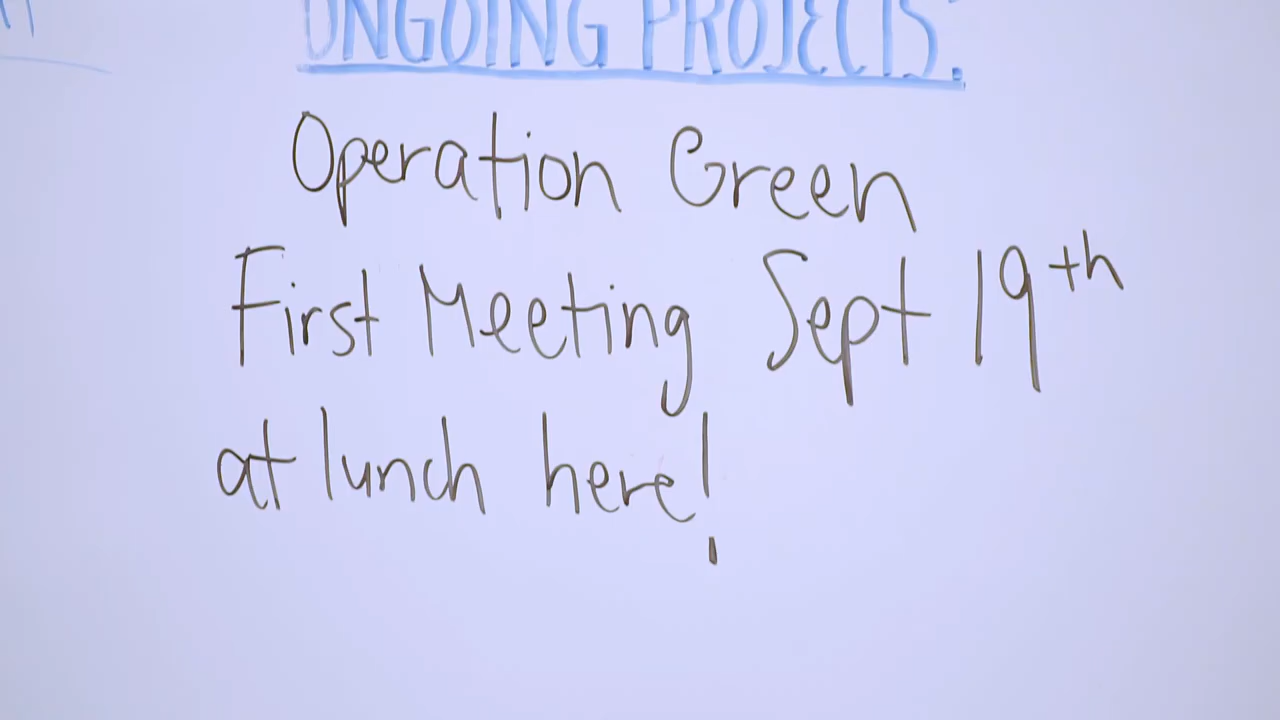 ONGOING PROJECTS:
Operation Green
First Meeting Sept 19th
at lunch here!